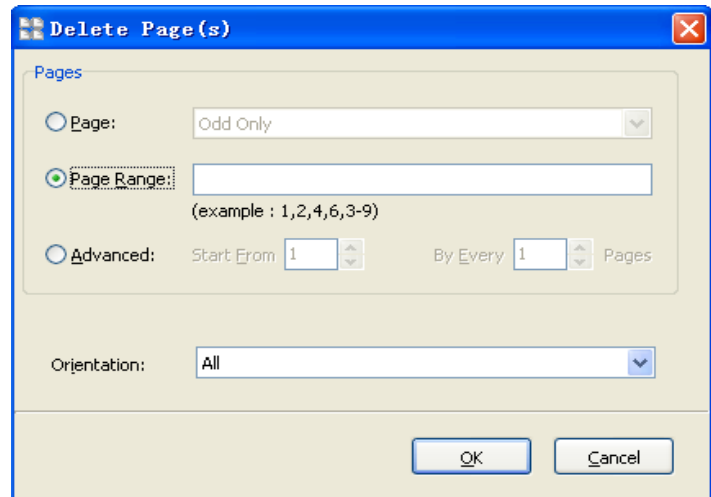 Delete Page(s)
Pages
Page: Odd Only
Page Range:
(example : 1,2,4,6,3-9)
Advanced: Start From 1 By Every 1 Pages
Orientation: All
OK Cancel